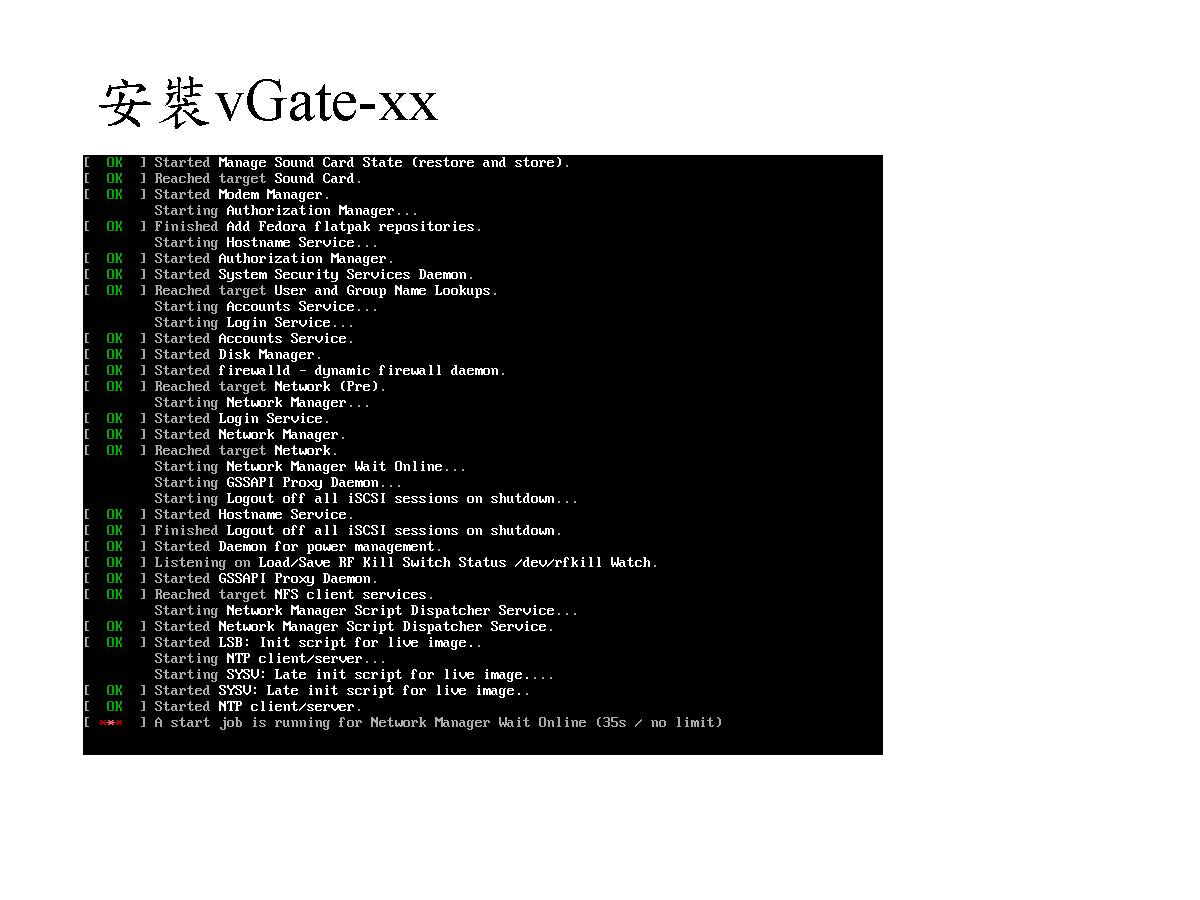 安裝vGate-xx
[  OK  ] Started Manage Sound Card State (restore and store).
[  OK  ] Reached target Sound Card.
[  OK  ] Started Modem Manager.
         Starting Authorization Manager...
[  OK  ] Finished Add Fedora flatpak repositories.
         Starting Hostname Service...
[  OK  ] Started Authorization Manager.
[  OK  ] Started System Security Services Daemon.
[  OK  ] Reached target User and Group Name Lookups.
         Starting Accounts Service...
         Starting Login Service...
[  OK  ] Started Accounts Service.
[  OK  ] Started Disk Manager.
[  OK  ] Started firewalld - dynamic firewall daemon.
[  OK  ] Reached target Network (Pre).
         Starting Network Manager...
[  OK  ] Started Login Service.
[  OK  ] Started Network Manager.
[  OK  ] Reached target Network.
         Starting Network Manager Wait Online...
         Starting GSSAPI Proxy Daemon...
         Starting Logout off all iSCSI sessions on shutdown...
[  OK  ] Started Hostname Service.
[  OK  ] Finished Logout off all iSCSI sessions on shutdown.
[  OK  ] Started Daemon for power management.
[  OK  ] Listening on Load/Save RF Kill Switch Status /dev/rfkill Watch.
[  OK  ] Started GSSAPI Proxy Daemon.
[  OK  ] Reached target NFS client services.
         Starting Network Manager Script Dispatcher Service...
[  OK  ] Started Network Manager Script Dispatcher Service.
[  OK  ] Started LSB: Init script for live image..
         Starting NTP client/server...
         Starting SYSV: Late init script for live image....
[  OK  ] Started SYSV: Late init script for live image..
[  OK  ] Started NTP client/server.
[ ***  ] A start job is running for Network Manager Wait Online (35s / no limit)